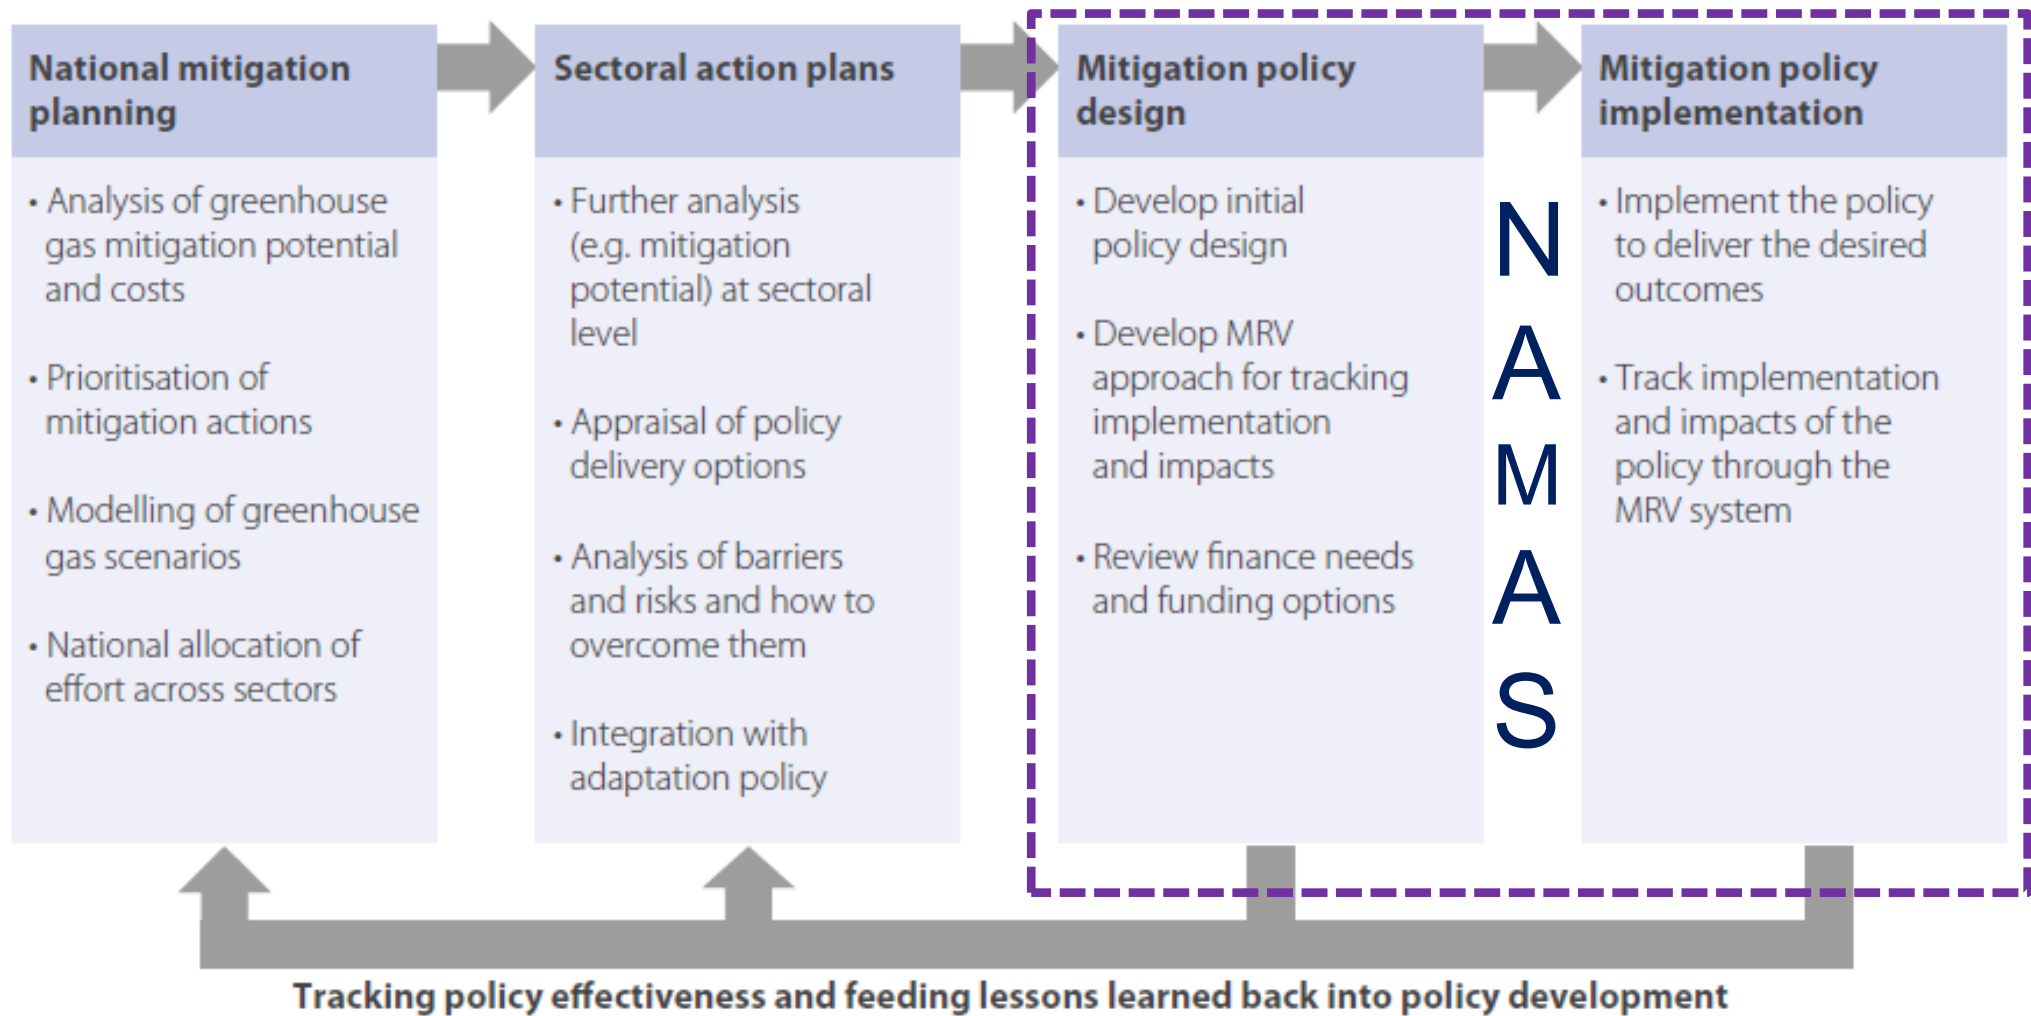 National mitigation
planning
• Analysis of greenhouse
gas mitigation potential
and costs
• Prioritisation of
mitigation actions
• Modelling of greenhouse
gas scenarios
• National allocation of
effort across sectors
Sectoral action plans
• Further analysis
(e.g. mitigation
potential) at sectoral
level
• Appraisal of policy
delivery options
• Analysis of barriers
and risks and how to
overcome them
• Integration with
adaptation policy
Mitigation policy
design
• Develop initial
policy design
• Develop MRV
approach for tracking
implementation
and impacts
• Review finance needs
and funding options
N
A
M
A
S
Mitigation policy
implementation
• Implement the policy
to deliver the desired
outcomes
• Track implementation
and impacts of the
policy through the
MRV system
Tracking policy effectiveness and feeding lessons learned back into policy development